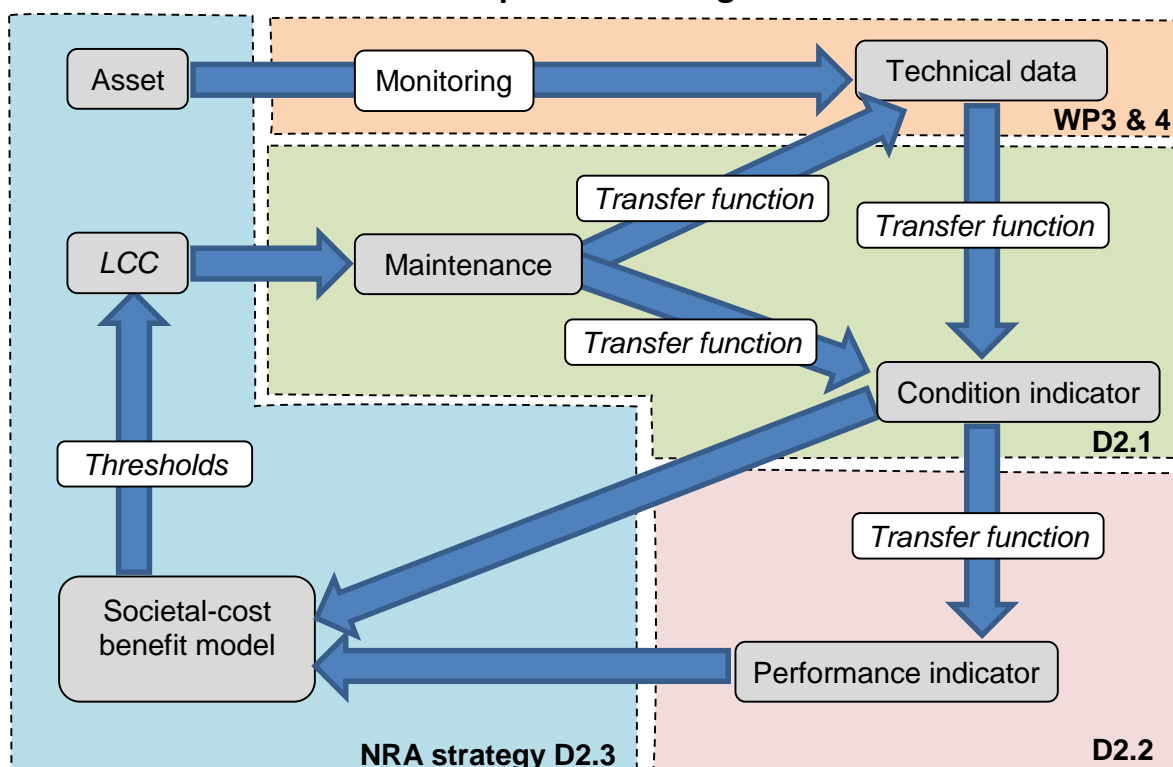 Asset
Monitoring
Technical data
WP3 & 4
Transfer function
Transfer function
LCC
Maintenance
Transfer function
Condition indicator
D2.1
Thresholds
Transfer function
Societal-cost
benefit model
Performance indicator
NRA strategy D2.3
D2.2